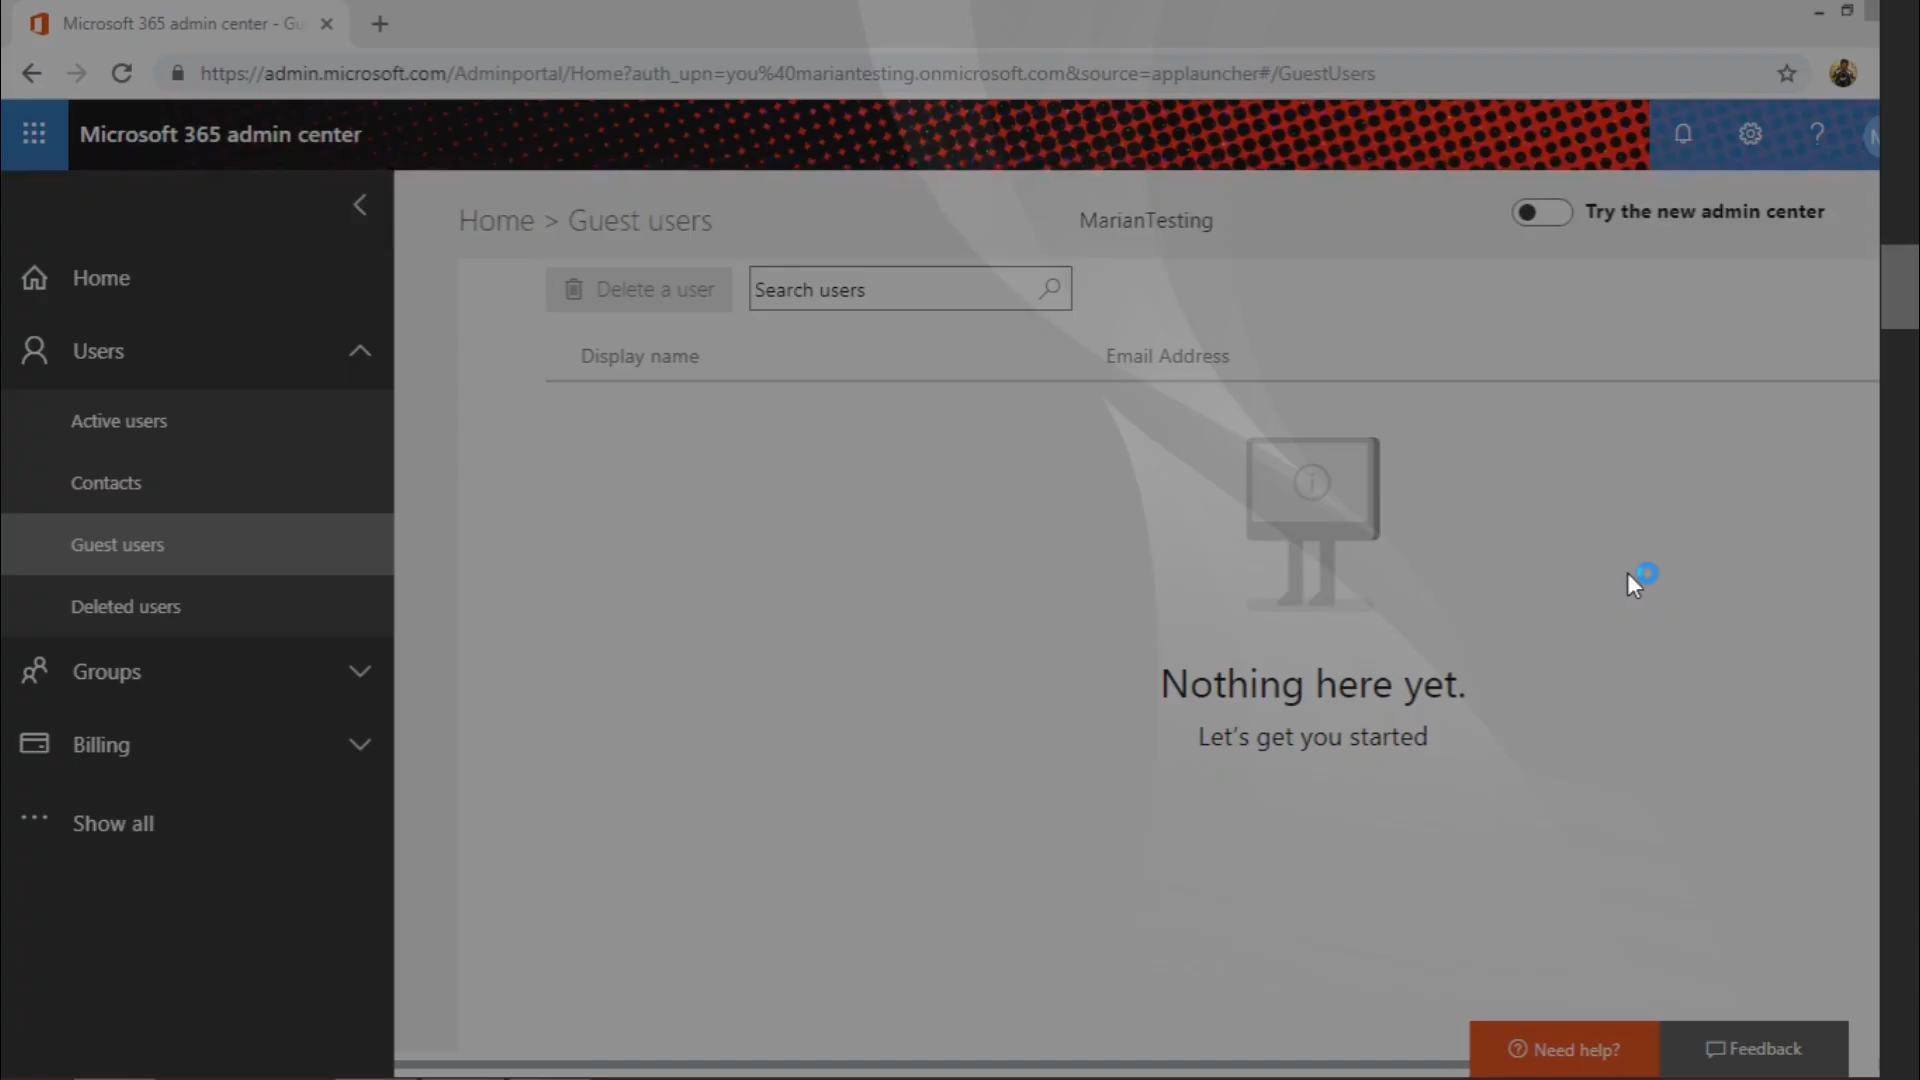 Microsoft 365 admin center - Gu
https://admin.microsoft.com/Adminportal/Home?auth_upn=you%40mariantesting.onmicrosoft.com&source=applauncher#/GuestUsers
Microsoft 365 admin center
Home > Guest users
MarianTesting
Try the new admin center
Delete a user
Search users
Display name
Email Address
Home
Users
Active users
Contacts
Guest users
Deleted users
Groups
Billing
Show all
Nothing here yet.
Let's get you started
Need help?
Feedback